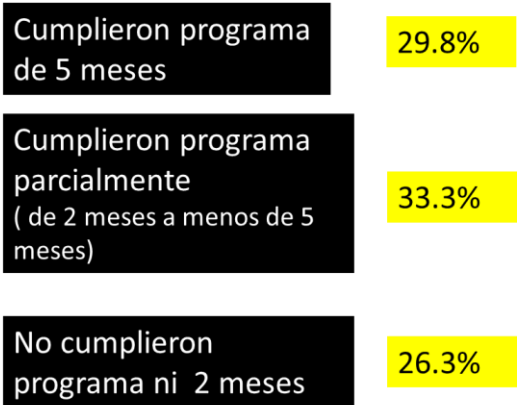 Cumplieron programa
de 5 meses
29.8%
Cumplieron programa
parcialmente
( de 2 meses a menos de 5
meses)
33.3%
No cumplieron
programa ni  2 meses
26.3%